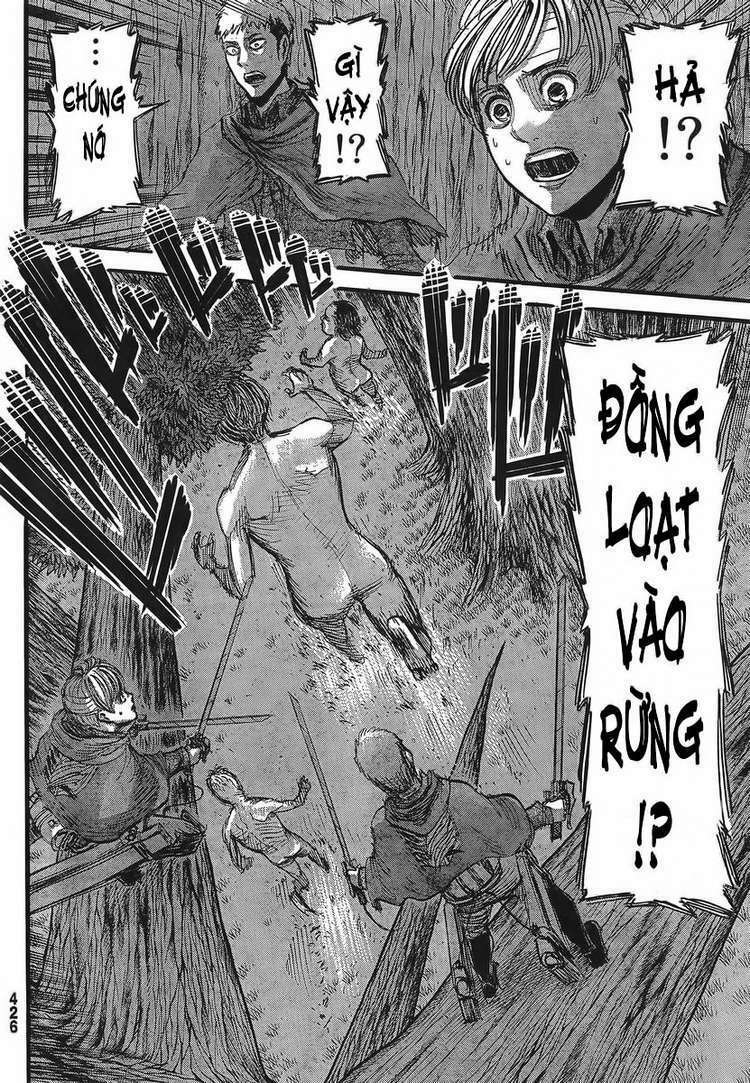 HẢ
!?
GÌ
VẬY
!?
...
CHÚNG
NÓ
ĐỒNG
LOẠT
VÀO
RỪNG
!?
426